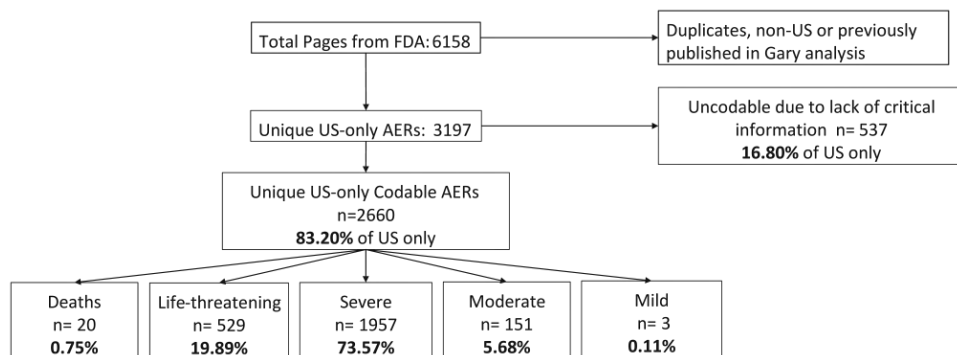 Total Pages from FDA: 6158
Duplicates, non-US or previously
published in Gary analysis
Unique US-only AERs: 3197
Uncodable due to lack of critical
information n= 537
16.80% of US only
Unique US-only Codable AERs
n=2660
83.20% of US only
Deaths
n= 20
0.75%
Life-threatening
n= 529
19.89%
Severe
n= 1957
73.57%
Moderate
n= 151
5.68%
Mild
n= 3
0.11%